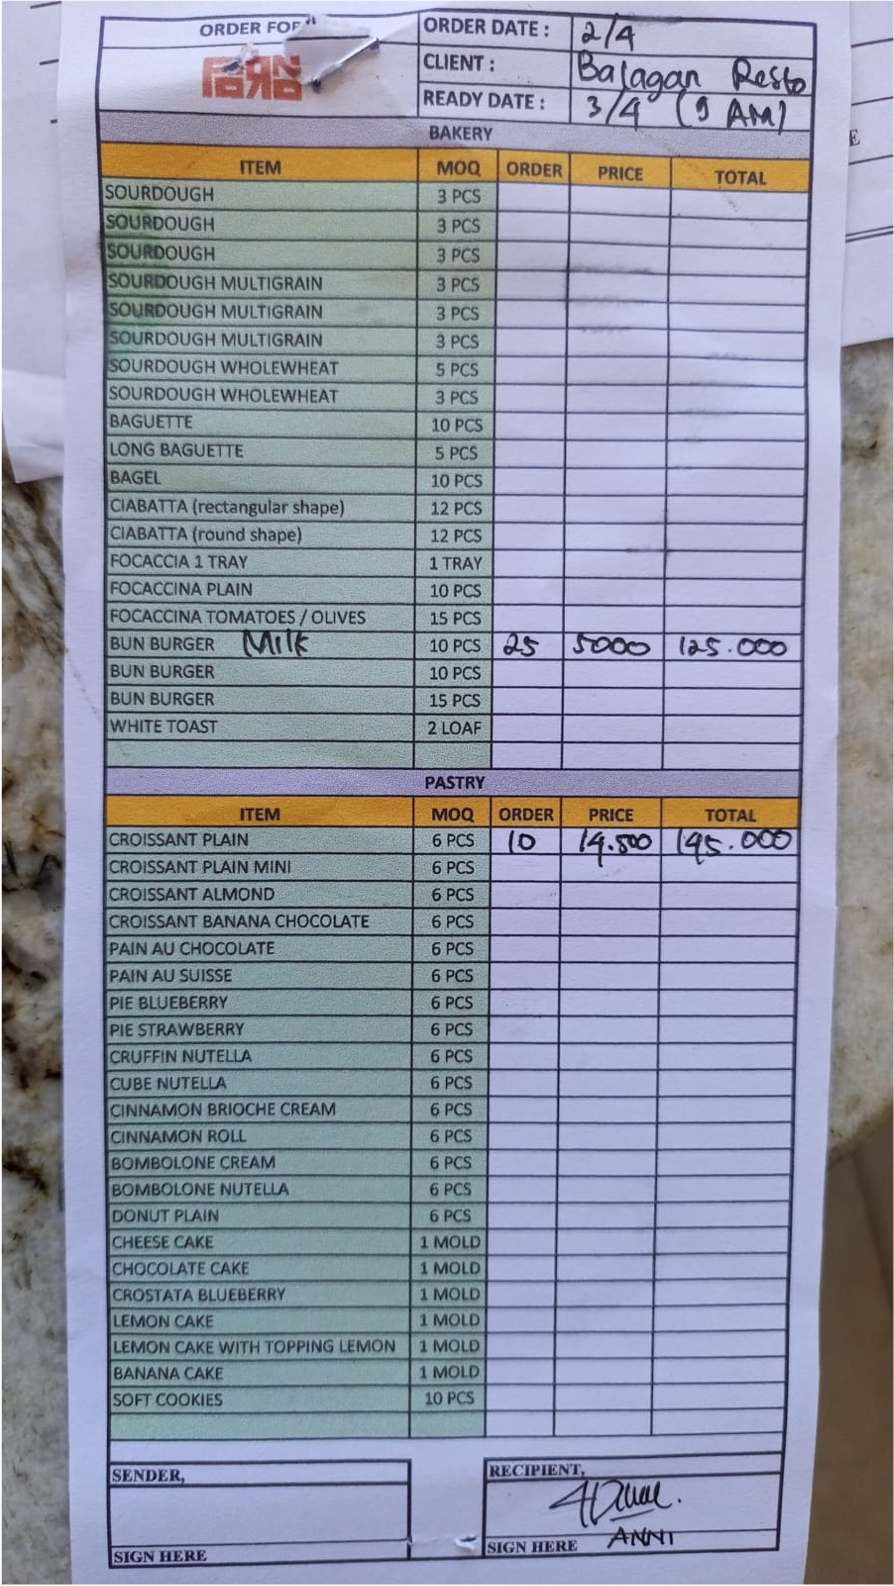 ORDER FOR
ORDER DATE : 2/4
CLIENT : Balagan Resto
READY DATE : 3/4 (9 AM)
BAKERY
ITEM MOQ ORDER PRICE TOTAL
SOURDOUGH 3 PCS
SOURDOUGH 3 PCS
SOURDOUGH 3 PCS
SOURDOUGH MULTIGRAIN 3 PCS
SOURDOUGH MULTIGRAIN 3 PCS
SOURDOUGH MULTIGRAIN 3 PCS
SOURDOUGH WHOLEWHEAT 5 PCS
SOURDOUGH WHOLEWHEAT 3 PCS
BAGUETTE 10 PCS
LONG BAGUETTE 5 PCS
BAGEL 10 PCS
CIABATTA (rectangular shape) 12 PCS
CIABATTA (round shape) 12 PCS
FOCACCIA 1 TRAY 1 TRAY
FOCACCINA PLAIN 10 PCS
FOCACCINA TOMATOES / OLIVES 15 PCS
BUN BURGER Milk 10 PCS 25 5000 125.000
BUN BURGER 10 PCS
BUN BURGER 15 PCS
WHITE TOAST 2 LOAF
PASTRY
ITEM MOQ ORDER PRICE TOTAL
CROISSANT PLAIN 6 PCS 10 14.500 145.000
CROISSANT PLAIN MINI 6 PCS
CROISSANT ALMOND 6 PCS
CROISSANT BANANA CHOCOLATE 6 PCS
PAIN AU CHOCOLATE 6 PCS
PAIN AU SUISSE 6 PCS
PIE BLUEBERRY 6 PCS
PIE STRAWBERRY 6 PCS
CRUFFIN NUTELLA 6 PCS
CUBE NUTELLA 6 PCS
CINNAMON BRIOCHE CREAM 6 PCS
CINNAMON ROLL 6 PCS
BOMBOLONE CREAM 6 PCS
BOMBOLONE NUTELLA 6 PCS
DONUT PLAIN 6 PCS
CHEESE CAKE 1 MOLD
CHOCOLATE CAKE 1 MOLD
CROSTATA BLUEBERRY 1 MOLD
LEMON CAKE 1 MOLD
LEMON CAKE WITH TOPPING LEMON 1 MOLD
BANANA CAKE 1 MOLD
SOFT COOKIES 10 PCS
SENDER,
SIGN HERE
RECIPIENT,
ANNI
SIGN HERE